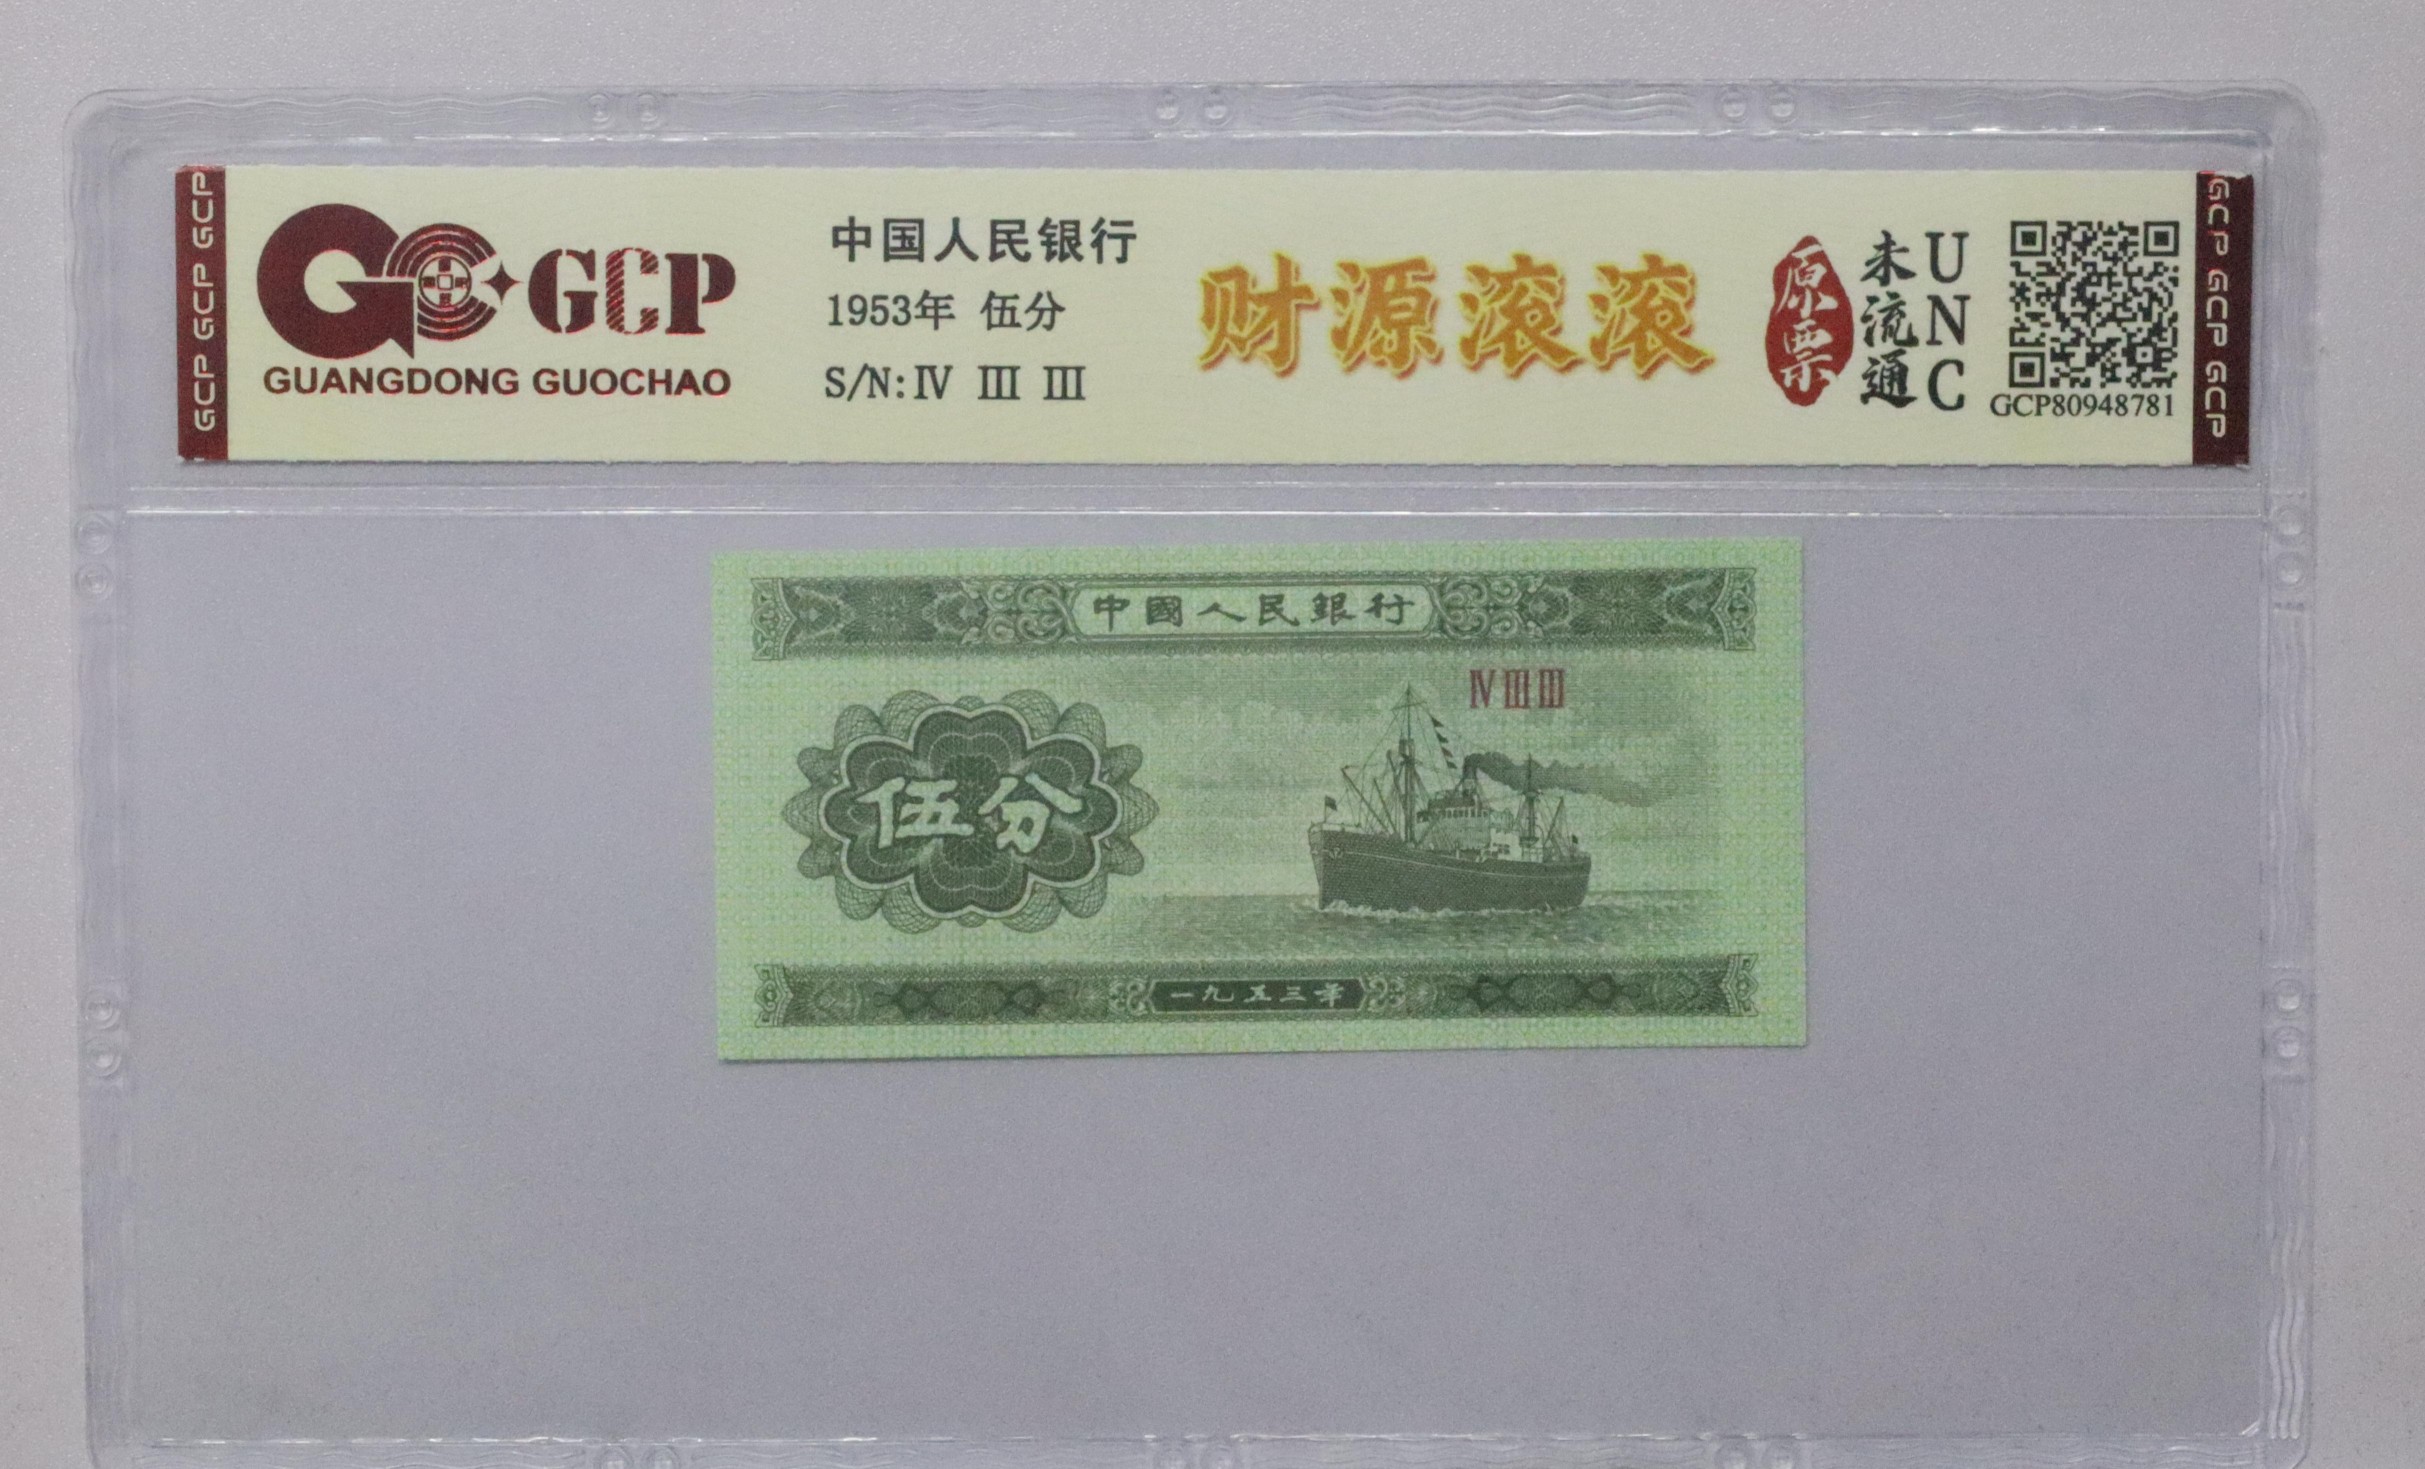 GCP GCP GCP
GCP
GUANGDONG GUOCHAO
中国人民银行
1953年 伍分
S/N: IV III III
财源滚滚
原票
未流通
UNC
GCP80948781
GCP GCP GCP
中國人民銀行
IV III III
伍分
一九五三年